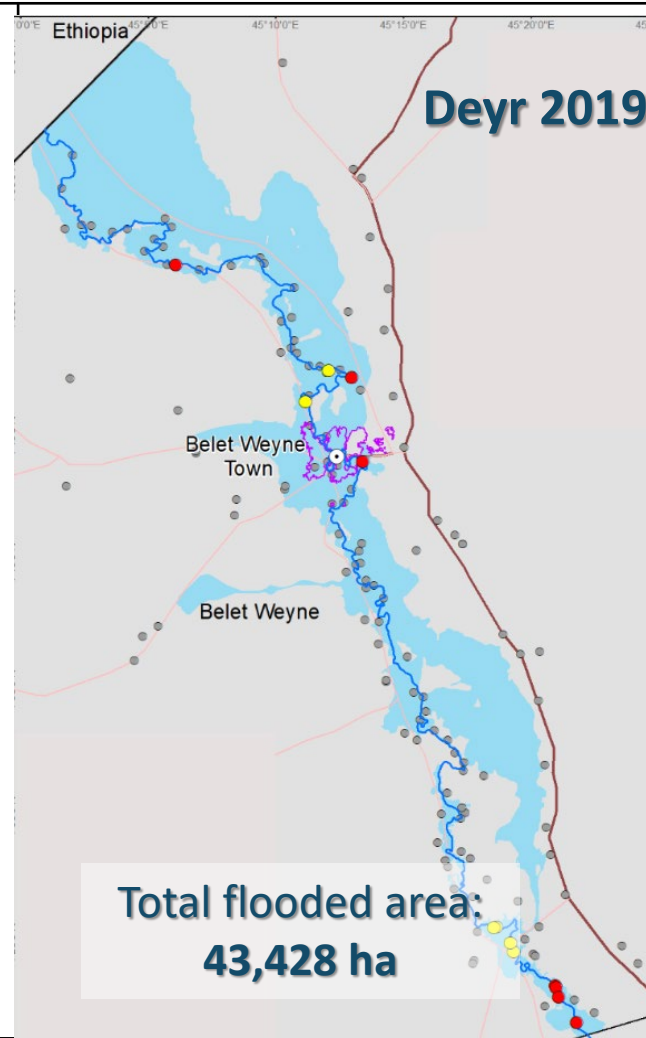 45°10'0"E
45°15'0"E
45°20'0"E
Ethiopia
Deyr 2019
Belet Weyne
Town
Belet Weyne
Total flooded area:
43,428 ha